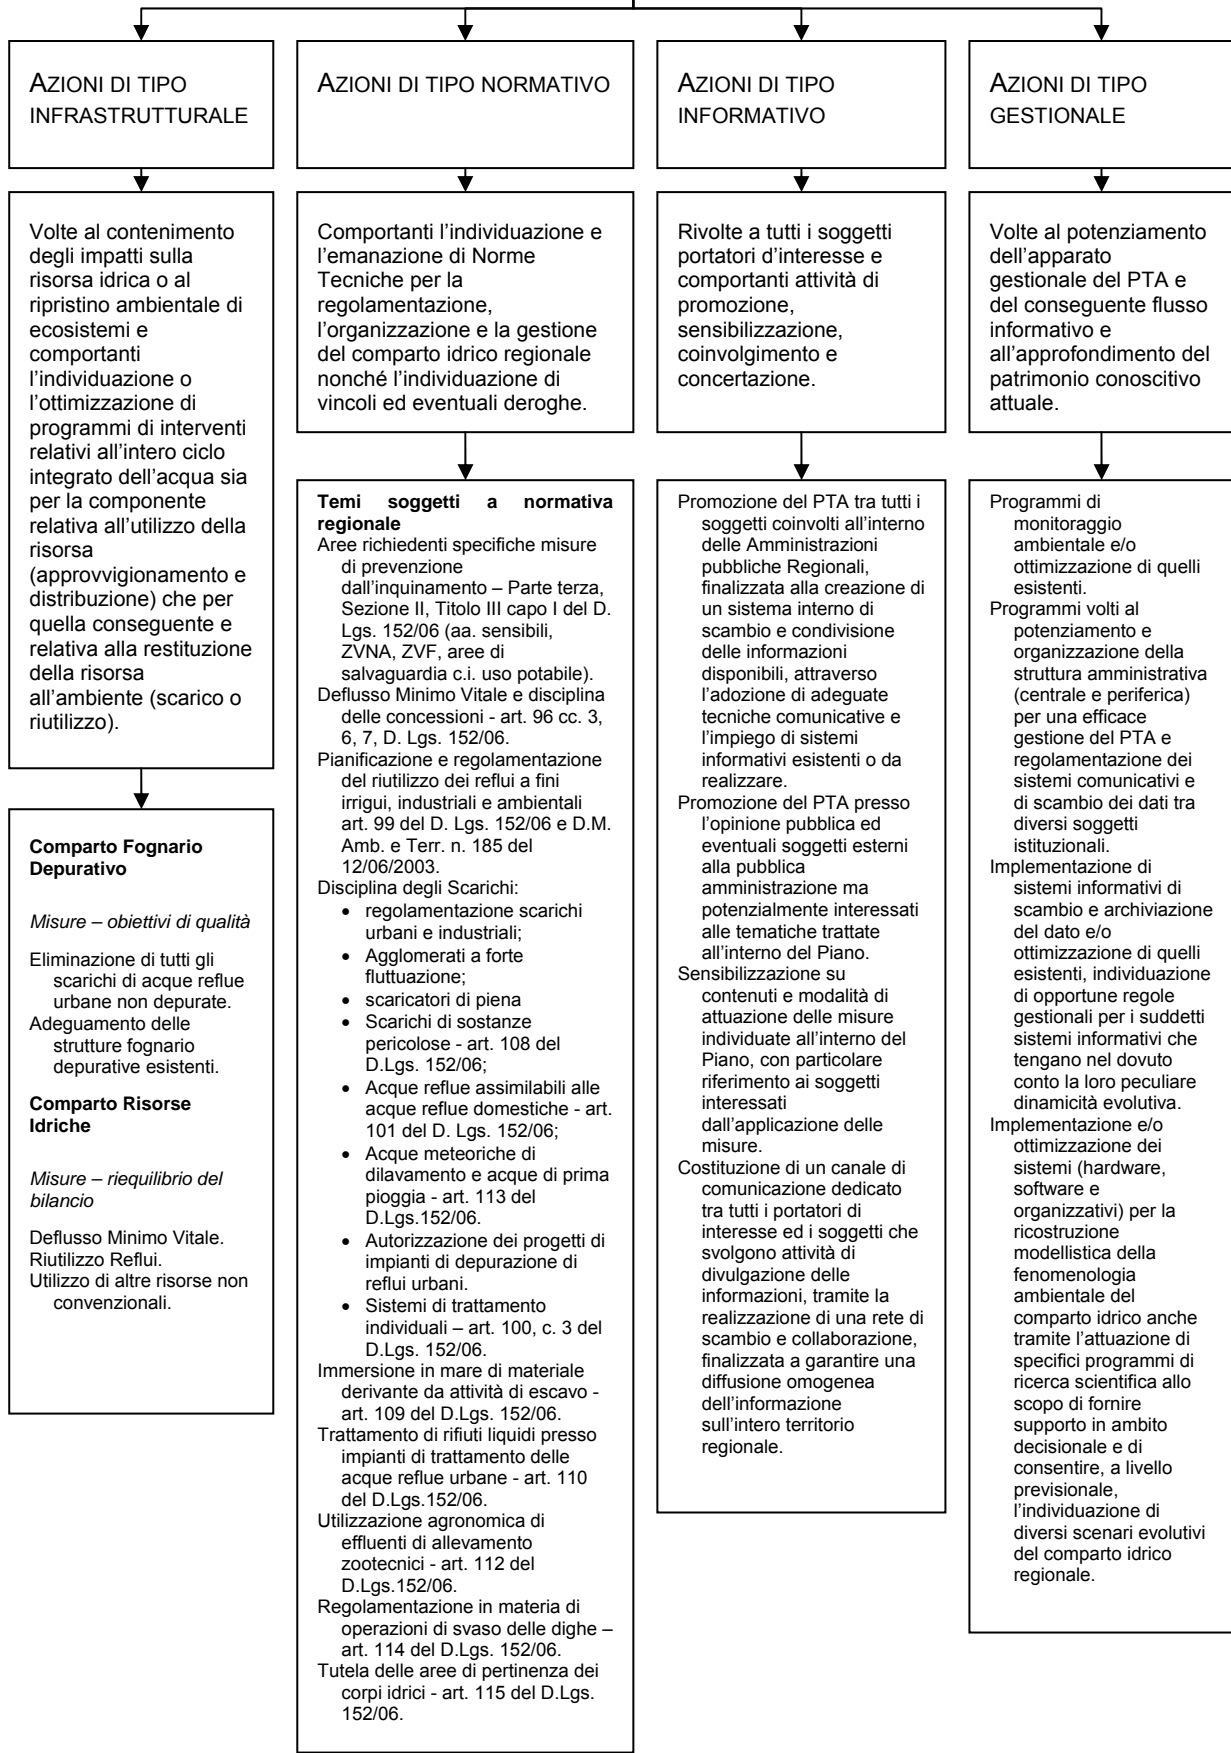 AZIONI DI TIPO
INFRASTRUTTURALE
Volte al contenimento
degli impatti sulla
risorsa idrica o al
ripristino ambientale di
ecosistemi e
comportanti
l'individuazione o
l'ottimizzazione di
programmi di interventi
relativi all'intero ciclo
integrato dell'acqua sia
per la componente
relativa all'utilizzo della
risorsa
(approvvigionamento e
distribuzione) che per
quella conseguente e
relativa alla restituzione
della risorsa
all'ambiente (scarico o
riutilizzo).
Comparto Fognario
Depurativo
Misure – obiettivi di qualità
Eliminazione di tutti gli
scarichi di acque reflue
urbane non depurate.
Adeguamento delle
strutture fognario
depurative esistenti.
Comparto Risorse
Idriche
Misure – riequilibrio del
bilancio
Deflusso Minimo Vitale.
Riutilizzo Reflui.
Utilizzo di altre risorse non
convenzionali.
AZIONI DI TIPO NORMATIVO
Comportanti l'individuazione e
l'emanazione di Norme
Tecniche per la
regolamentazione,
l'organizzazione e la gestione
del comparto idrico regionale
nonché l'individuazione di
vincoli ed eventuali deroghe.
Temi soggetti a normativa
regionale
Aree richiedenti specifiche misure
di prevenzione
dall'inquinamento – Parte terza,
Sezione II, Titolo III capo I del D.
Lgs. 152/06 (aa. sensibili,
ZVNA, ZVF, aree di
salvaguardia c.i. uso potabile).
Deflusso Minimo Vitale e disciplina
delle concessioni - art. 96 cc. 3,
6, 7, D. Lgs. 152/06.
Pianificazione e regolamentazione
del riutilizzo dei reflui a fini
irrigui, industriali e ambientali
art. 99 del D. Lgs. 152/06 e D.M.
Amb. e Terr. n. 185 del
12/06/2003.
Disciplina degli Scarichi:
• regolamentazione scarichi
urbani e industriali;
• Agglomerati a forte
fluttuazione;
• scaricatori di piena
• Scarichi di sostanze
pericolose - art. 108 del
D.Lgs. 152/06;
• Acque reflue assimilabili alle
acque reflue domestiche - art.
101 del D. Lgs. 152/06;
• Acque meteoriche di
dilavamento e acque di prima
pioggia - art. 113 del
D.Lgs.152/06.
• Autorizzazione dei progetti di
impianti di depurazione di
reflui urbani.
• Sistemi di trattamento
individuali – art. 100, c. 3 del
D.Lgs. 152/06.
Immersione in mare di materiale
derivante da attività di escavo -
art. 109 del D.Lgs. 152/06.
Trattamento di rifiuti liquidi presso
impianti di trattamento delle
acque reflue urbane - art. 110
del D.Lgs.152/06.
Utilizzazione agronomica di
effluenti di allevamento
zootecnici - art. 112 del
D.Lgs.152/06.
Regolamentazione in materia di
operazioni di svaso delle dighe –
art. 114 del D.Lgs. 152/06.
Tutela delle aree di pertinenza dei
corpi idrici - art. 115 del D.Lgs.
152/06.
AZIONI DI TIPO
INFORMATIVO
Rivolte a tutti i soggetti
portatori d'interesse e
comportanti attività di
promozione,
sensibilizzazione,
coinvolgimento e
concertazione.
Promozione del PTA tra tutti i
soggetti coinvolti all'interno
delle Amministrazioni
pubbliche Regionali,
finalizzata alla creazione di
un sistema interno di
scambio e condivisione
delle informazioni
disponibili, attraverso
l'adozione di adeguate
tecniche comunicative e
l'impiego di sistemi
informativi esistenti o da
realizzare.
Promozione del PTA presso
l'opinione pubblica ed
eventuali soggetti esterni
alla pubblica
amministrazione ma
potenzialmente interessati
alle tematiche trattate
all'interno del Piano.
Sensibilizzazione su
contenuti e modalità di
attuazione delle misure
individuate all'interno del
Piano, con particolare
riferimento ai soggetti
interessati
dall'applicazione delle
misure.
Costituzione di un canale di
comunicazione dedicato
tra tutti i portatori di
interesse ed i soggetti che
svolgono attività di
divulgazione delle
informazioni, tramite la
realizzazione di una rete di
scambio e collaborazione,
finalizzata a garantire una
diffusione omogenea
dell'informazione
sull'intero territorio
regionale.
AZIONI DI TIPO
GESTIONALE
Volte al potenziamento
dell'apparato
gestionale del PTA e
del conseguente flusso
informativo e
all'approfondimento del
patrimonio conoscitivo
attuale.
Programmi di
monitoraggio
ambientale e/o
ottimizzazione di quelli
esistenti.
Programmi volti al
potenziamento e
organizzazione della
struttura amministrativa
(centrale e periferica)
per una efficace
gestione del PTA e
regolamentazione dei
sistemi comunicativi e
di scambio dei dati tra
diversi soggetti
istituzionali.
Implementazione di
sistemi informativi di
scambio e archiviazione
del dato e/o
ottimizzazione di quelli
esistenti, individuazione
di opportune regole
gestionali per i suddetti
sistemi informativi che
tengano nel dovuto
conto la loro peculiare
dinamicità evolutiva.
Implementazione e/o
ottimizzazione dei
sistemi (hardware,
software e
organizzativi) per la
ricostruzione
modellistica della
fenomenologia
ambientale del
comparto idrico anche
tramite l'attuazione di
specifici programmi di
ricerca scientifica allo
scopo di fornire
supporto in ambito
decisionale e di
consentire, a livello
previsionale,
l'individuazione di
diversi scenari evolutivi
del comparto idrico
regionale.